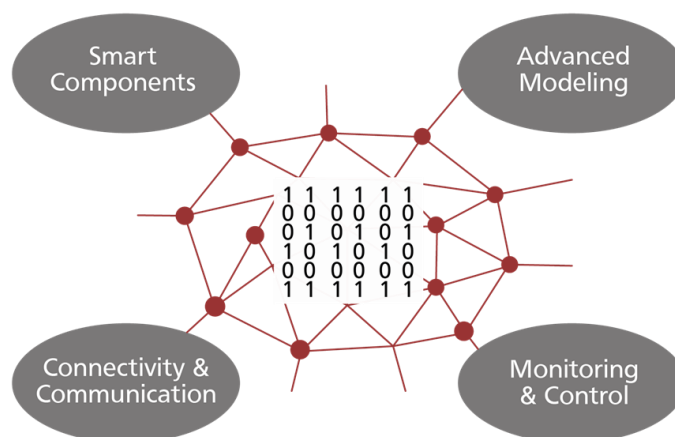 Smart
Components
Advanced
Modeling
1 1 1 1 1 1
0 0 0 0 0 0
0 1 0 1 0 1
1 0 1 0 1 0
0 0 0 0 0 0
1 1 1 1 1 1
Connectivity &
Communication
Monitoring
& Control